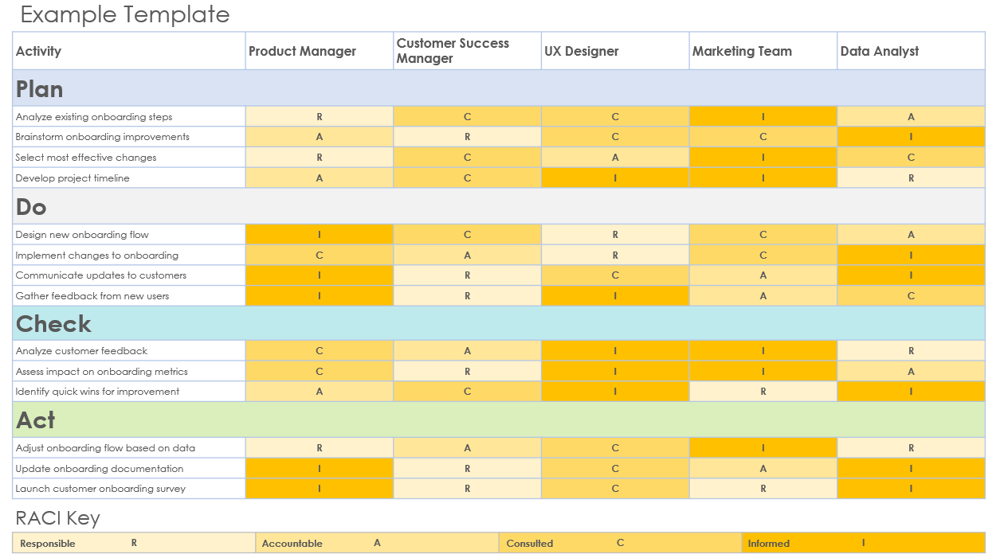 Example Template
Activity Product Manager Customer Success Manager UX Designer Marketing Team Data Analyst
Plan
Analyze existing onboarding steps R C C I A
Brainstorm onboarding improvements A R C C I
Select most effective changes R C A I C
Develop project timeline A C I I R
Do
Design new onboarding flow I C R C A
Implement changes to onboarding C A R C I
Communicate updates to customers I R C A I
Gather feedback from new users I R I A C
Check
Analyze customer feedback C A I I R
Assess impact on onboarding metrics C R I I A
Identify quick wins for improvement A C I R I
Act
Adjust onboarding flow based on data R A C I R
Update onboarding documentation I R C A I
Launch customer onboarding survey I R C R I
RACI Key
Responsible R Accountable A Consulted C Informed I